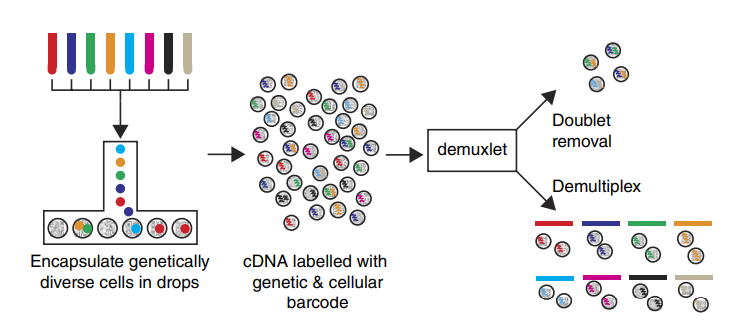 Encapsulate genetically
diverse cells in drops
cDNA labelled with
genetic & cellular
barcode
demuxlet
Doublet
removal
Demultiplex